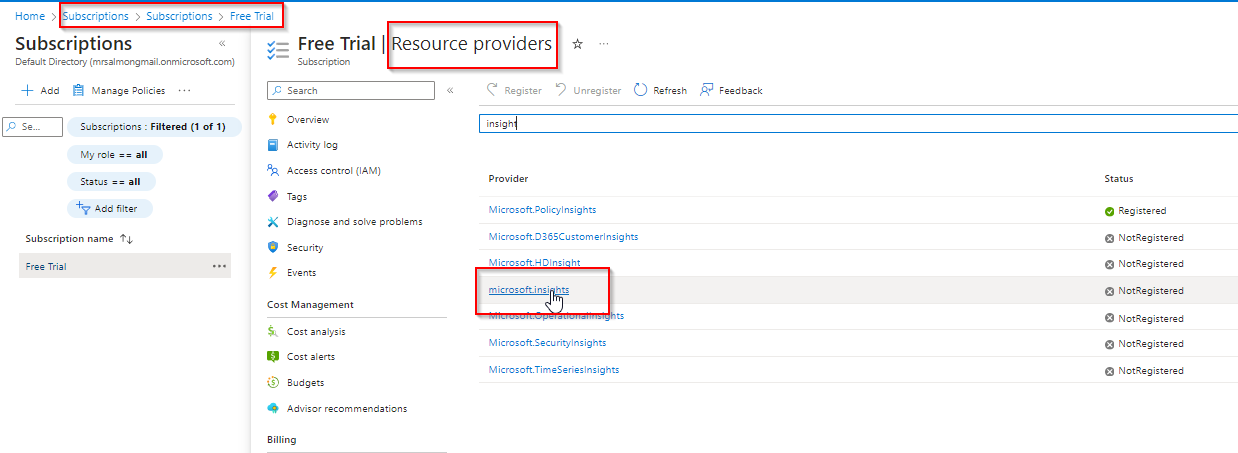 Home > Subscriptions > Subscriptions > Free Trial
Subscriptions
«
Default Directory (mrsalmongmail.onmicrosoft.com)
+ Add Manage Policies ···
Se... Subscriptions : Filtered (1 of 1)
My role == all
Status == all
Add filter
Subscription name ↑↓
Free Trial ···
Free Trial | Resource providers ☆ ···
Subscription
Search «
Overview
Activity log
Access control (IAM)
Tags
Diagnose and solve problems
Security
Events
Cost Management
Cost analysis
Cost alerts
Budgets
Advisor recommendations
Billing
Register Unregister Refresh Feedback
insight
Provider Status
Microsoft.PolicyInsights Registered
Microsoft.D365CustomerInsights NotRegistered
Microsoft.HDInsight NotRegistered
microsoft.insights NotRegistered
Microsoft.OperationalInsights NotRegistered
Microsoft.SecurityInsights NotRegistered
Microsoft.TimeSeriesInsights NotRegistered